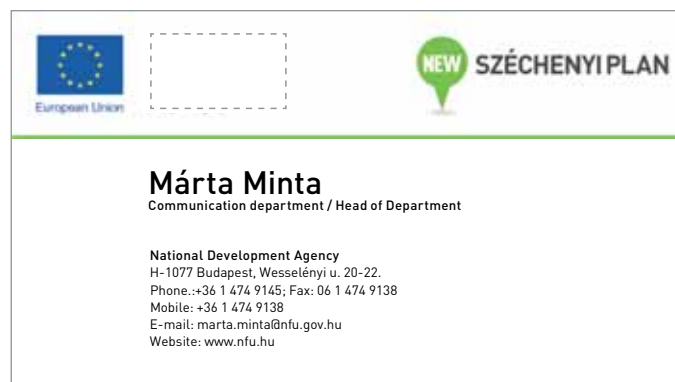 European Union
NEW SZÉCHENYI PLAN
Márta Minta
Communication department / Head of Department
National Development Agency
H-1077 Budapest, Wesselényi u. 20-22.
Phone.:+36 1 474 9145; Fax: 06 1 474 9138
Mobile: +36 1 474 9138
E-mail: marta.minta@nfu.gov.hu
Website: www.nfu.hu